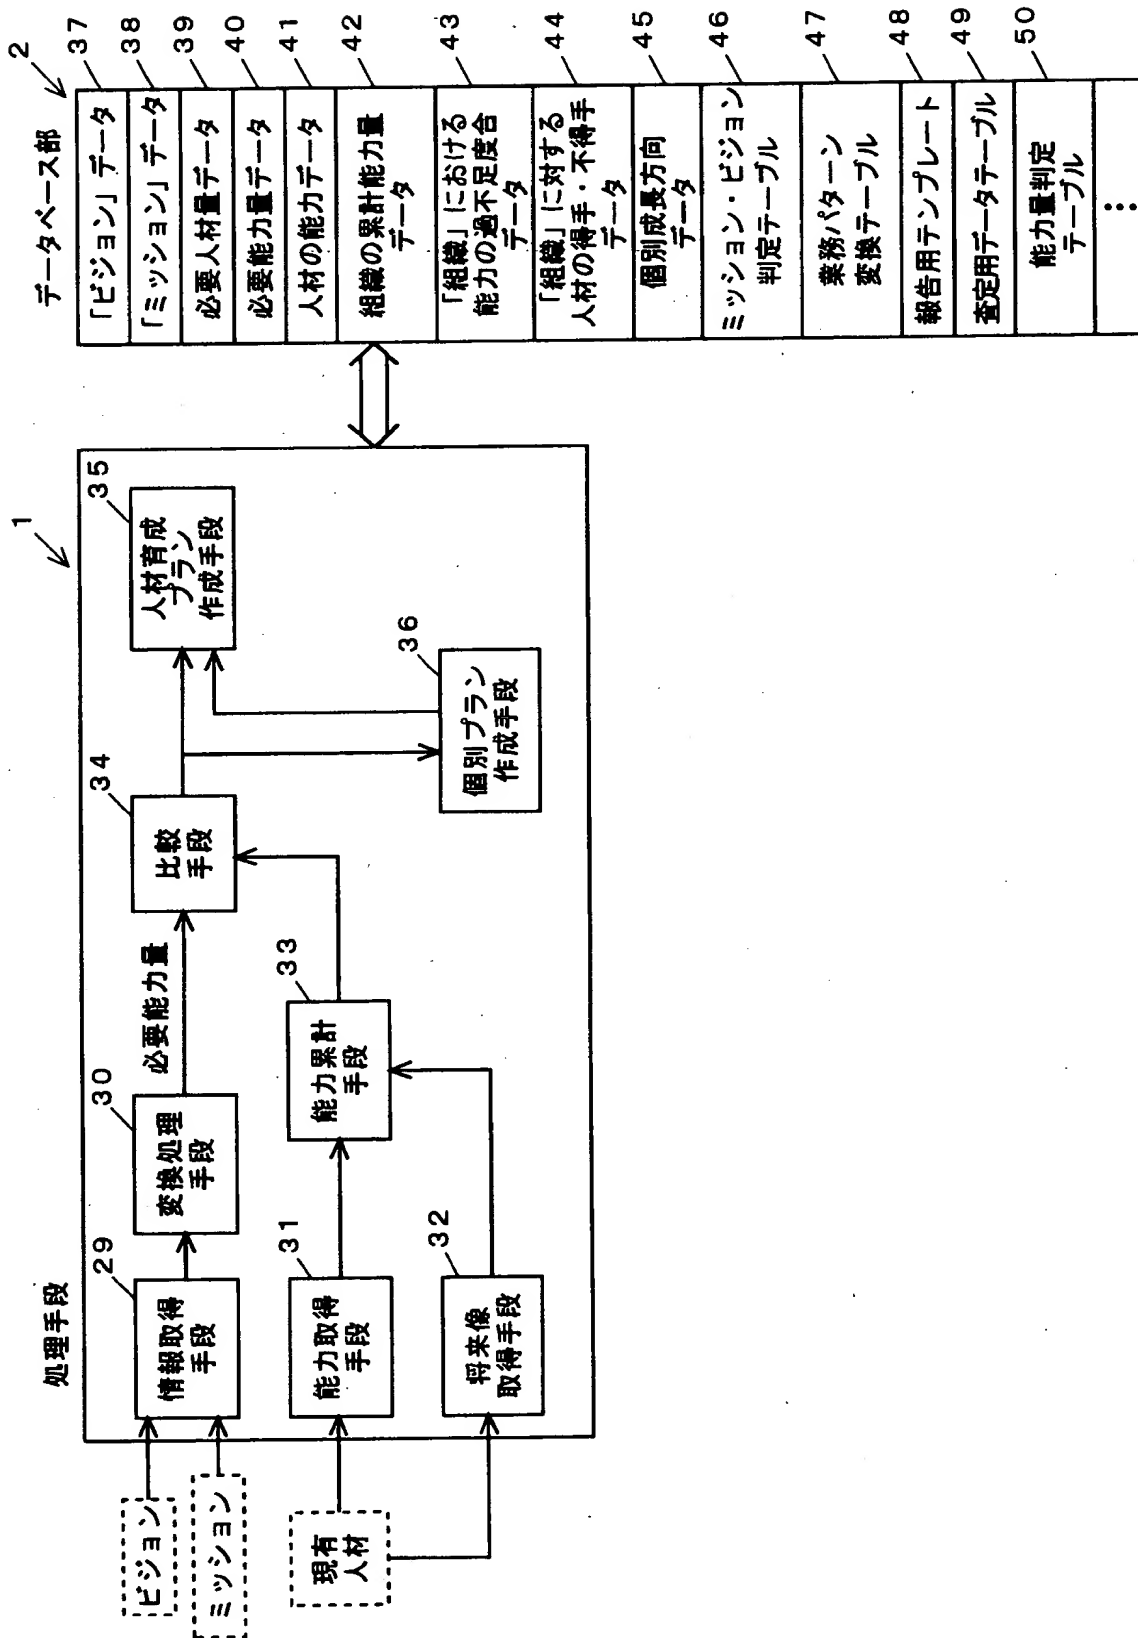 処理手段
1
ビジョン
ミッション
現有
人材
29
情報取得
手段
30
変換処理
手段
必要能力量
31
能力取得
手段
32
将来像
取得手段
33
能力累計
手段
34
比較
手段
35
人材育成
プラン
作成手段
36
個別プラン
作成手段
データベース部
2
「ビジョン」データ
37
「ミッション」データ
38
必要人材量データ
39
必要能力量データ
40
人材の能力データ
41
組織の累計能力量
データ
42
「組織」における
能力の過不足度合
データ
43
「組織」に対する
人材の得手・不得手
データ
44
個別成長方向
データ
45
ミッション・ビジョン
判定テーブル
46
業務パターン
変換テーブル
47
報告用テンプレート
48
査定用データテーブル
49
能力量判定
テーブル
50
⋮